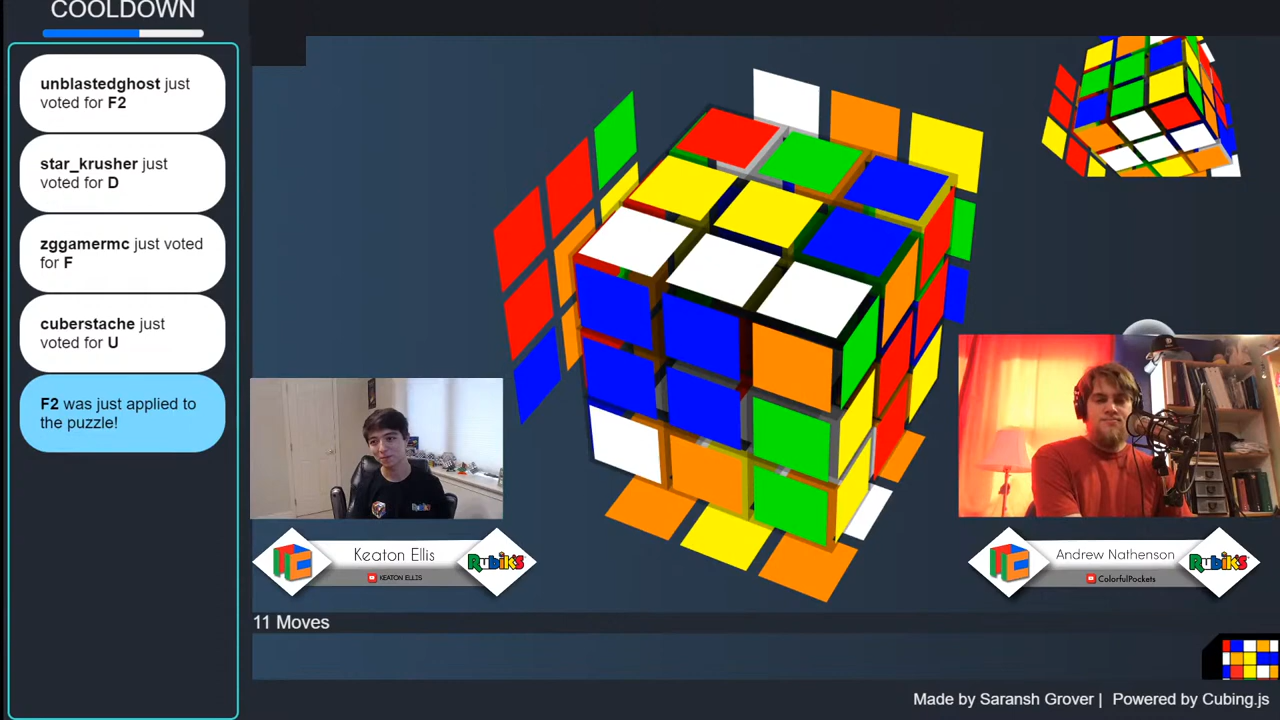 COOLDOWN
unblastedghost just
voted for F2
star_krusher just
voted for D
zggamermc just voted
for F
cuberstache just
voted for U
F2 was just applied to
the puzzle!
Keaton Ellis
KEATON ELLIS
Rubik's
Andrew Nathenson
ColorfulPockets
Rubik's
11 Moves
Made by Saransh Grover | Powered by Cubing.js